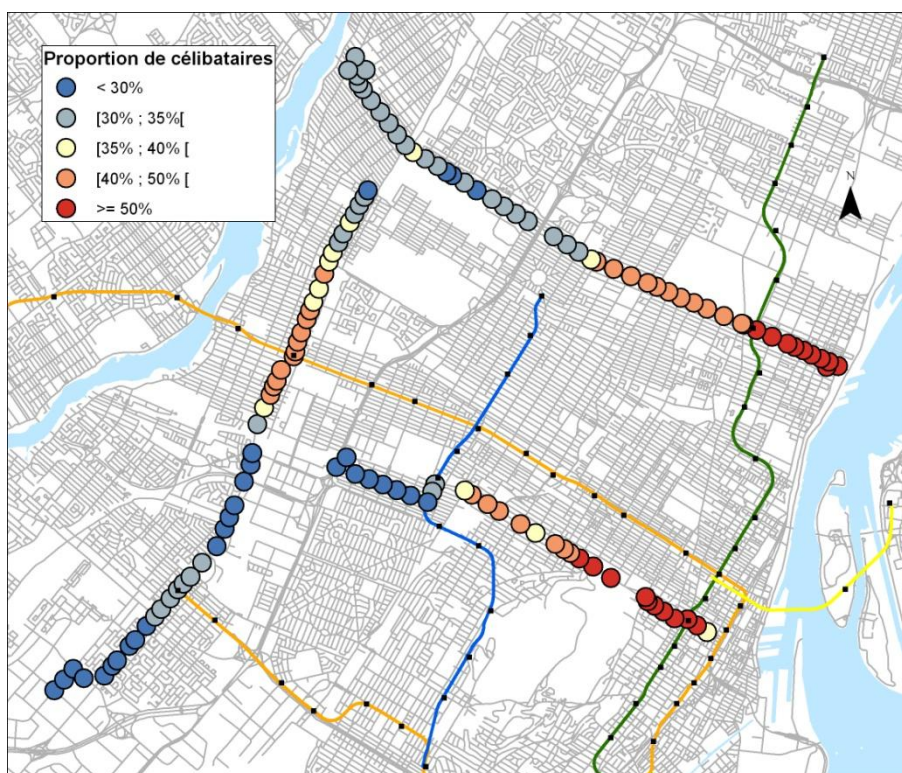 Proportion de célibataires
< 30%
[30% ; 35%[
[35% ; 40% [
[40% ; 50% [
>= 50%
N